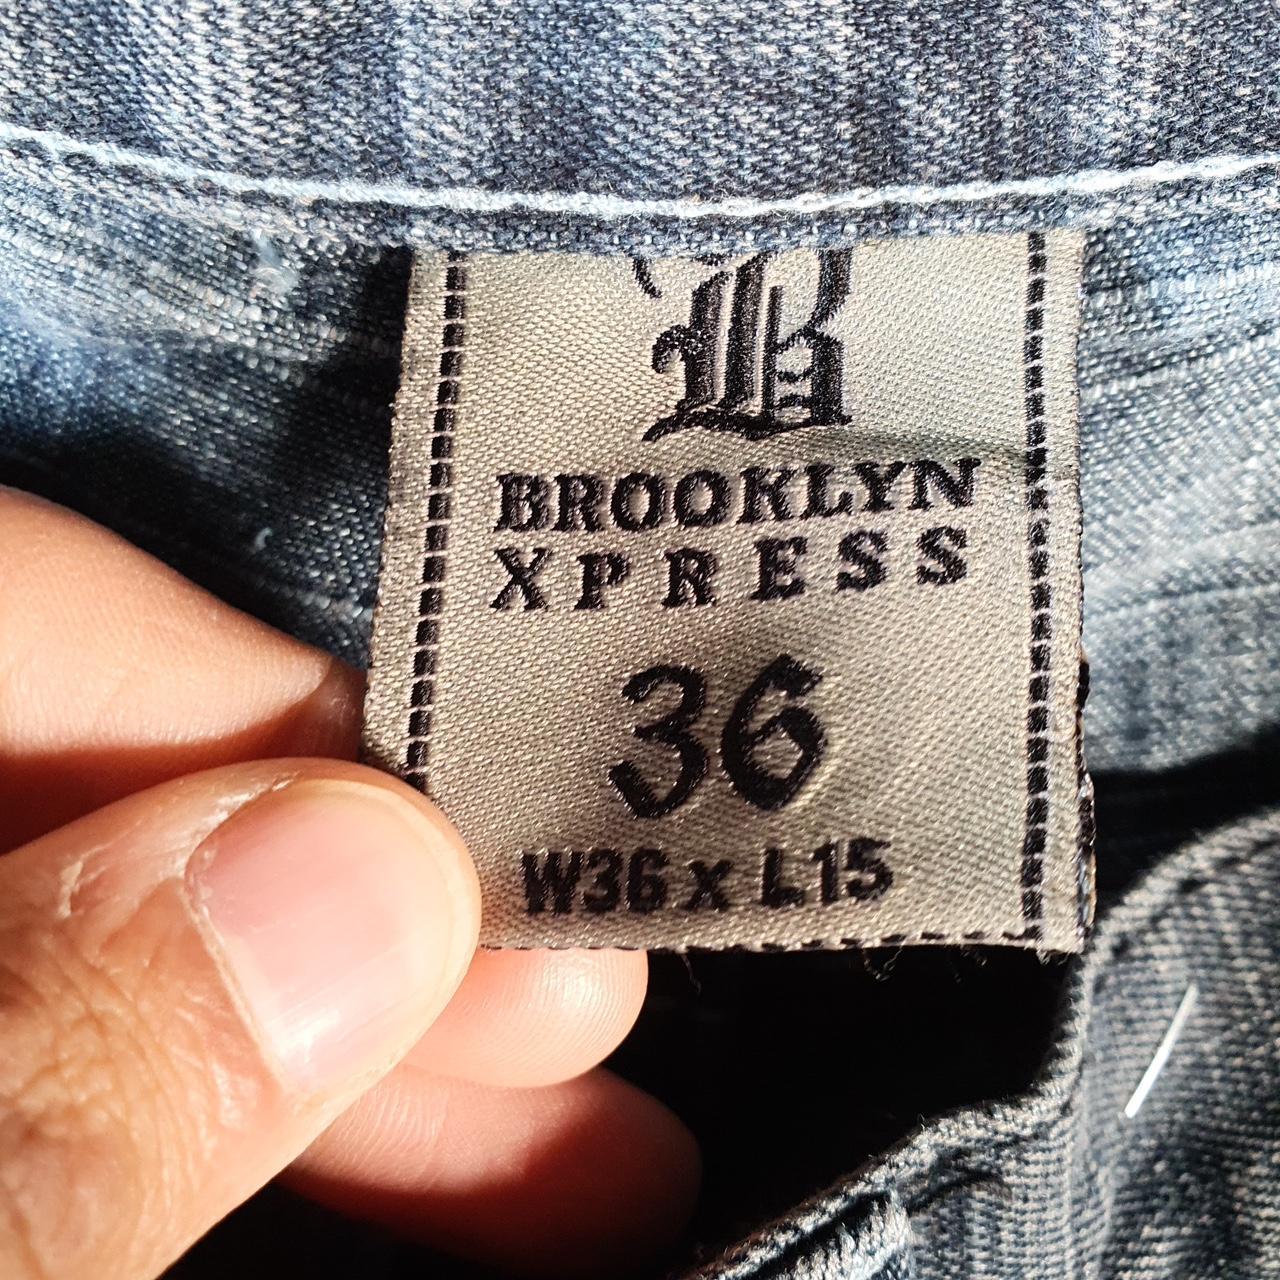 B
BROOKLYN
XPRESS
36
W36 x L15